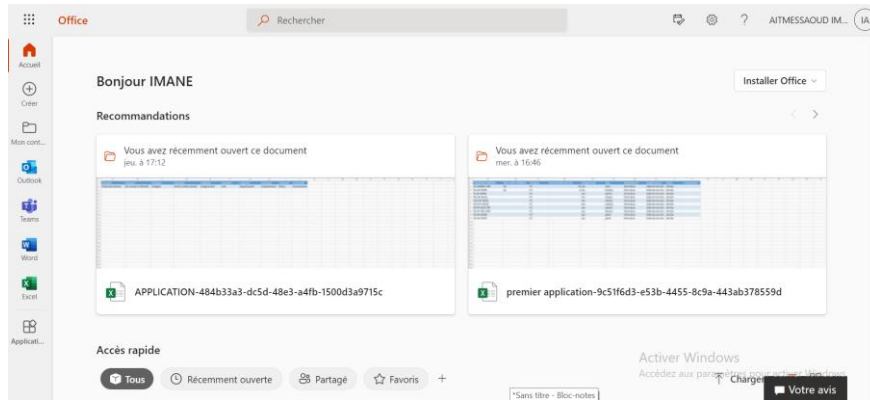 Office
Rechercher
?
AITMESSAOUD IM...
IA
Accueil
Créer
Mon cont...
Outlook
Teams
Word
Excel
Applicati...
Bonjour IMANE
Installer Office
Recommandations
Vous avez récemment ouvert ce document
jeu. à 17:12
APPLICATION-484b33a3-dc5d-48e3-a4fb-1500d3a9715c
Vous avez récemment ouvert ce document
mer. à 16:46
premier application-9c51f6d3-e53b-4455-8c9a-443ab378559d
Accès rapide
Tous
Récemment ouverte
Partagé
Favoris
+
Activer Windows
Accédez aux paramètres pour activer Windows
Charger
Votre avis
*Sans titre - Bloc-notes